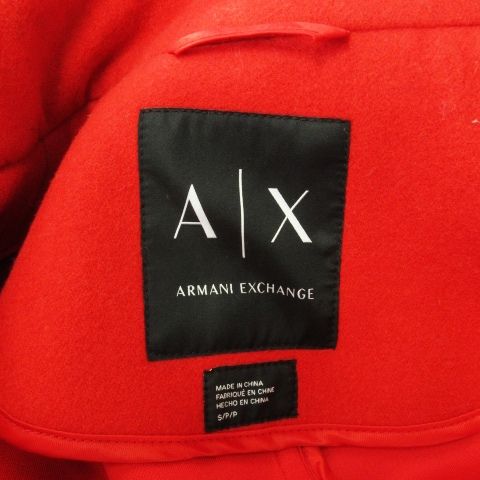 A|X
ARMANI EXCHANGE
MADE IN CHINA
FABRIQUÉ EN CHINE
HECHO EN CHINA
S/P/P